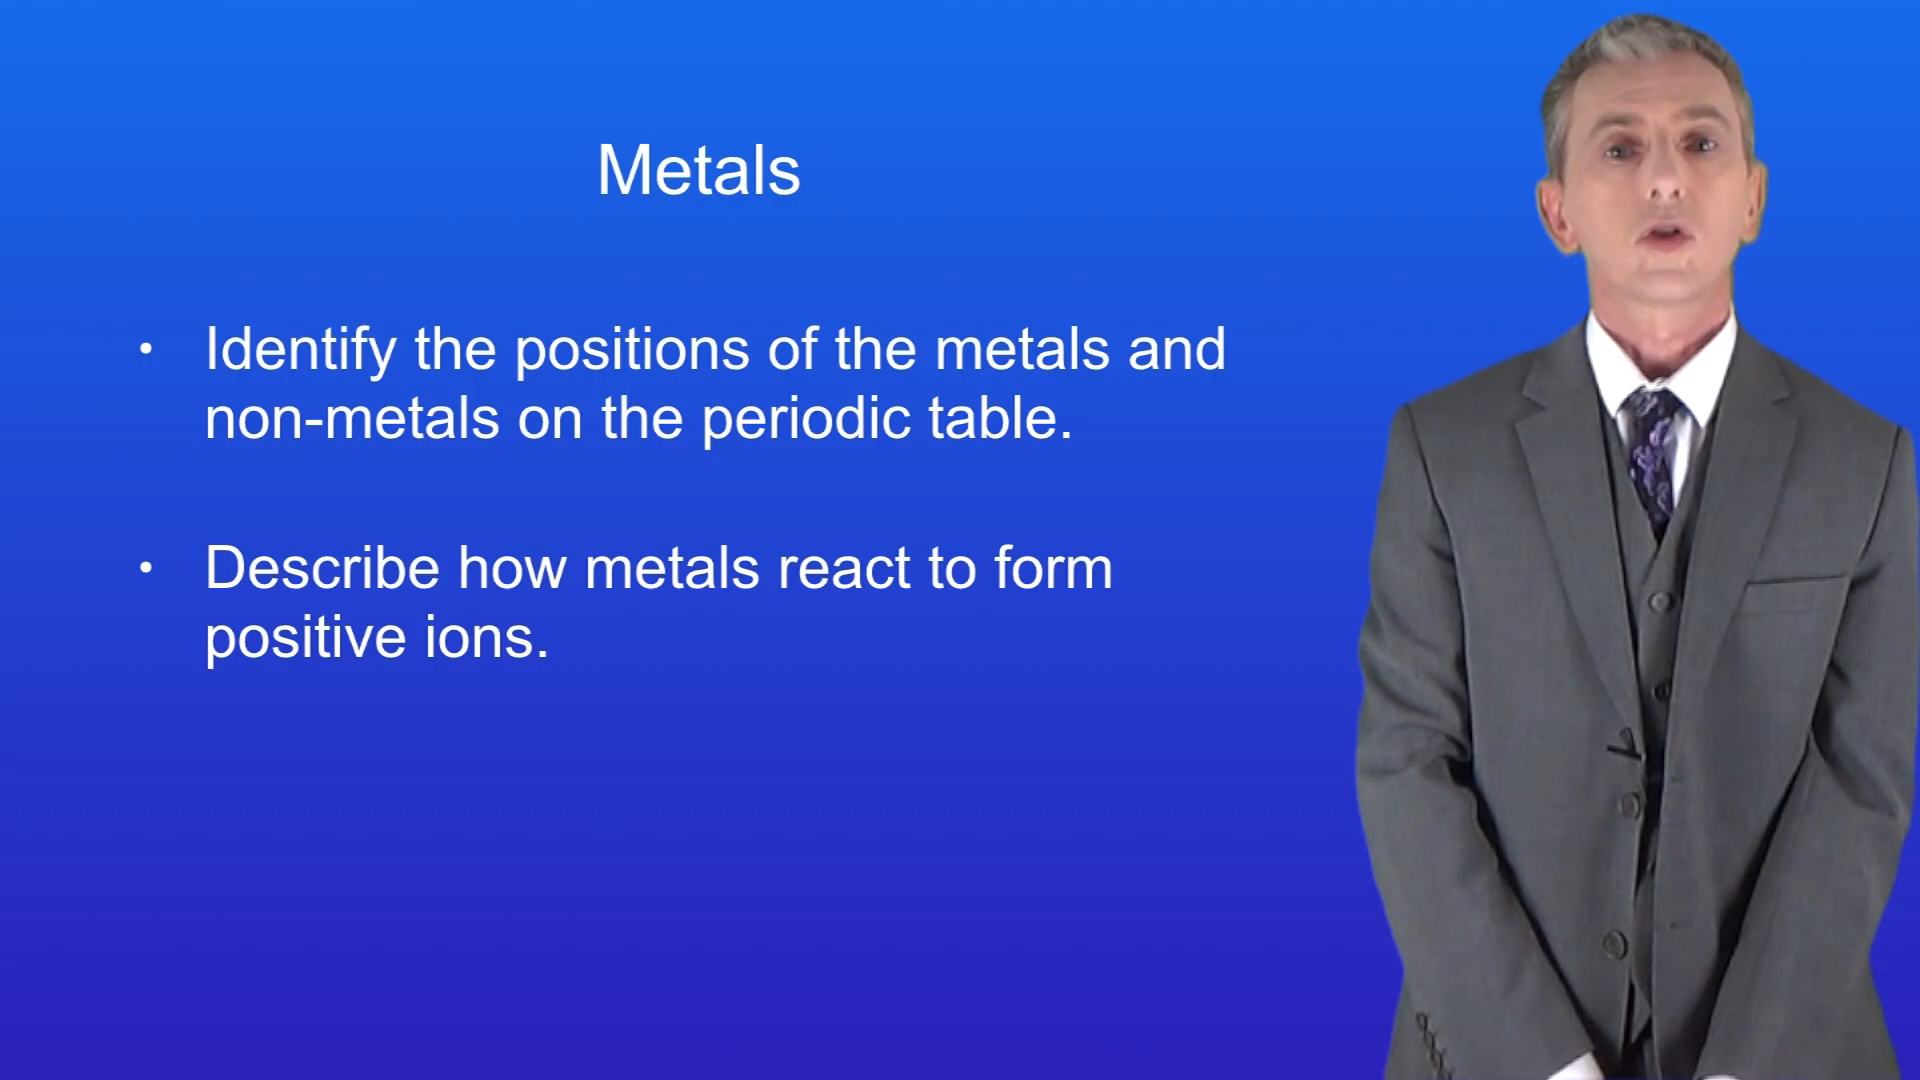 Metals
• Identify the positions of the metals and
non-metals on the periodic table.
• Describe how metals react to form
positive ions.